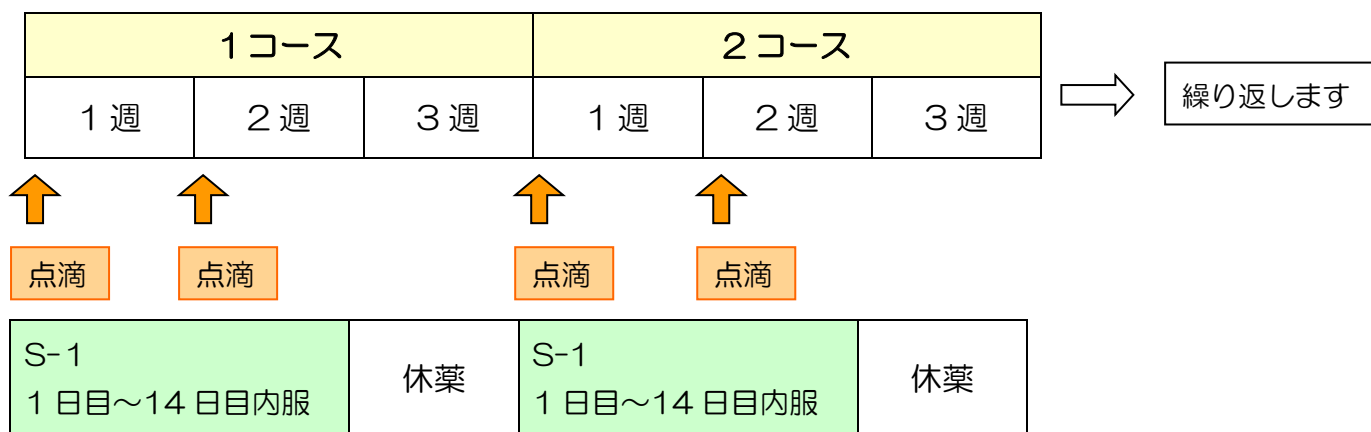 １コース
２コース
繰り返します
１週
２週
３週
１週
２週
３週
点滴
点滴
点滴
点滴
S-1
１日目～14日目内服
休薬
S-1
１日目～14日目内服
休薬